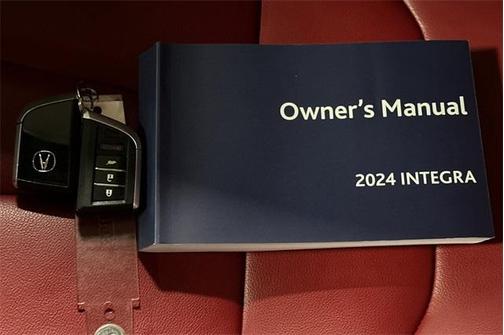 Owner's Manual
2024 INTEGRA